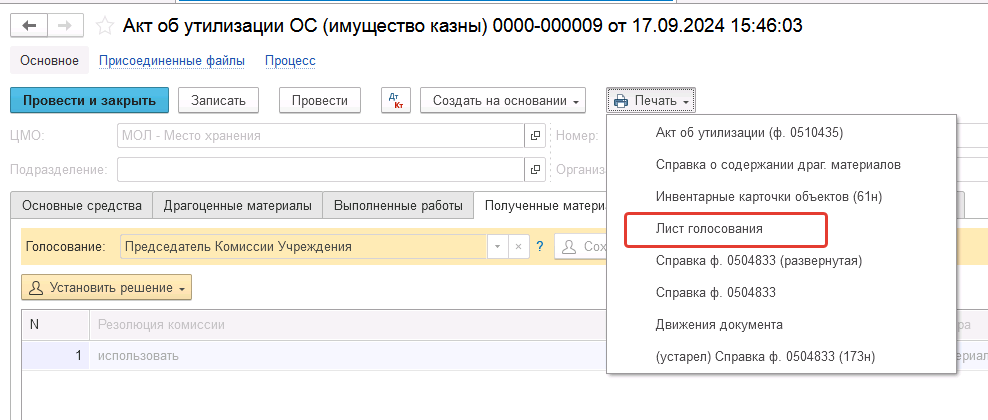 Акт об утилизации ОС (имущество казны) 0000-000009 от 17.09.2024 15:46:03
Основное Присоединенные файлы Процесс
Провести и закрыть Записать Провести Дт Кт Создать на основании Печать
ЦМО: МОЛ - Место хранения Номер:
Подразделение: Организа
Акт об утилизации (ф. 0510435)
Справка о содержании драг. материалов
Инвентарные карточки объектов (61н)
Лист голосования
Справка ф. 0504833 (развернутая)
Справка ф. 0504833
Движения документа
(устарел) Справка ф. 0504833 (173н)
Основные средства Драгоценные материалы Выполненные работы Полученные материа
Голосование: Председатель Комиссии Учреждения ? Сох
Установить решение
N Резолюция комиссии ра
1 использовать материал